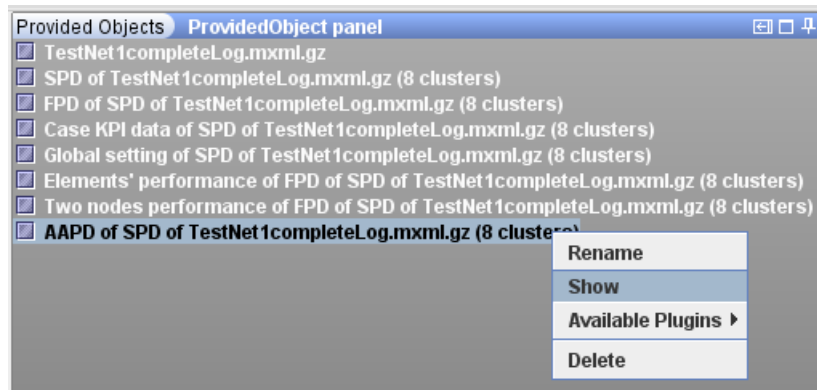 Provided Objects ProvidedObject panel
TestNet1completeLog.mxml.gz
SPD of TestNet1completeLog.mxml.gz (8 clusters)
FPD of SPD of TestNet1completeLog.mxml.gz (8 clusters)
Case KPI data of SPD of TestNet1completeLog.mxml.gz (8 clusters)
Global setting of SPD of TestNet1completeLog.mxml.gz (8 clusters)
Elements' performance of FPD of SPD of TestNet1completeLog.mxml.gz (8 clusters)
Two nodes performance of FPD of SPD of TestNet1completeLog.mxml.gz (8 clusters)
AAPD of SPD of TestNet1completeLog.mxml.gz (8 clusters)
Rename
Show
Available Plugins
Delete